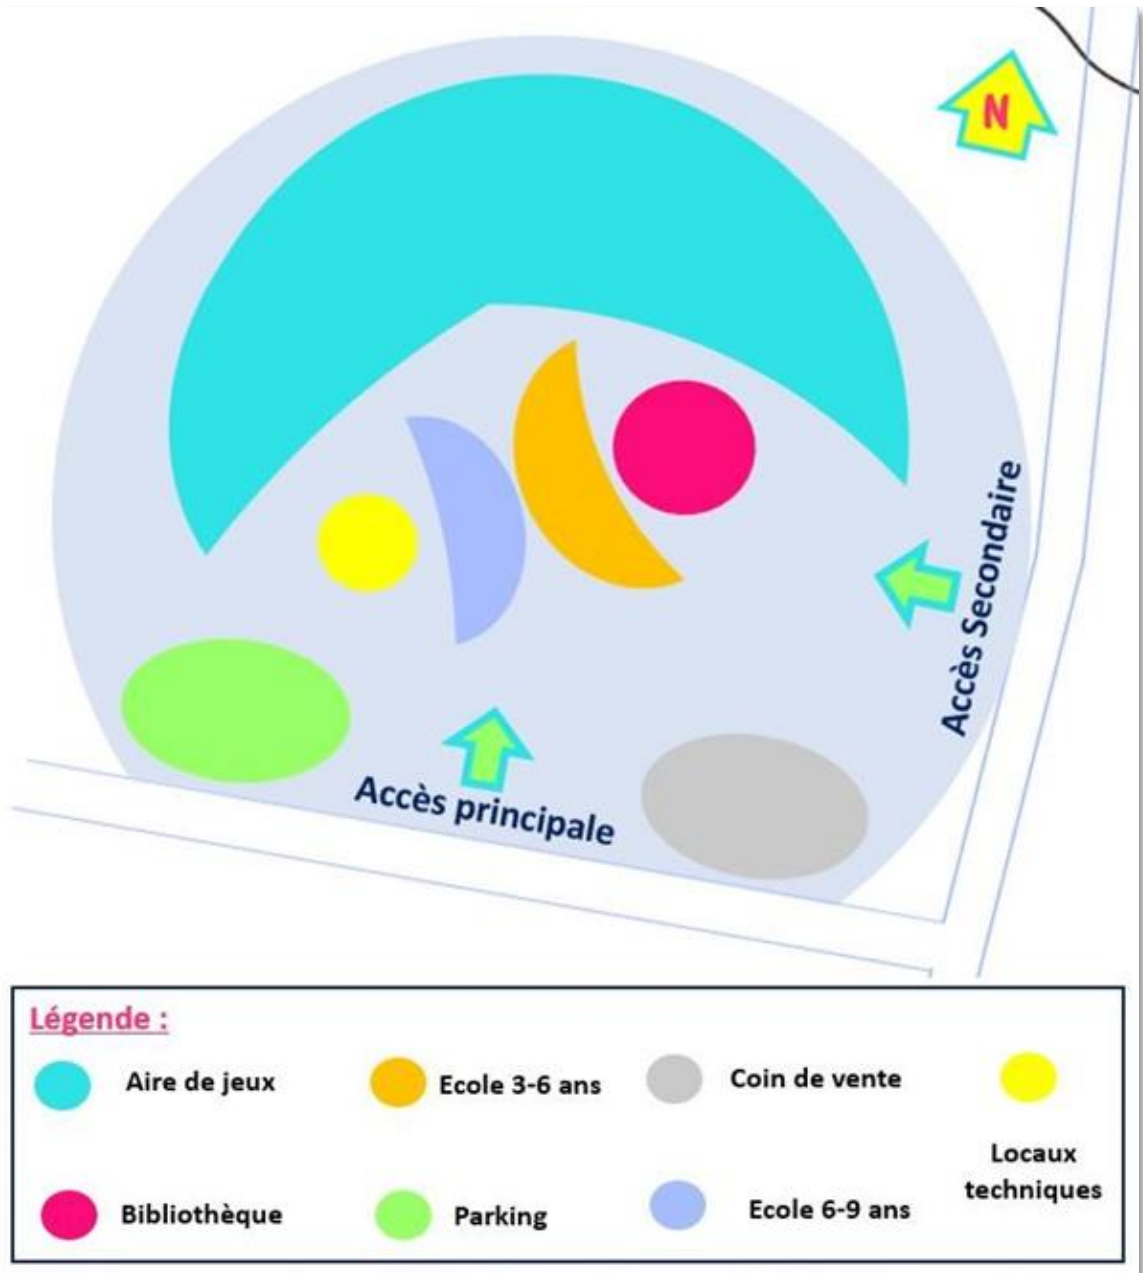 N
Accès Secondaire
Accès principale
Légende :
Aire de jeux
Ecole 3-6 ans
Coin de vente
Locaux
techniques
Bibliothèque
Parking
Ecole 6-9 ans